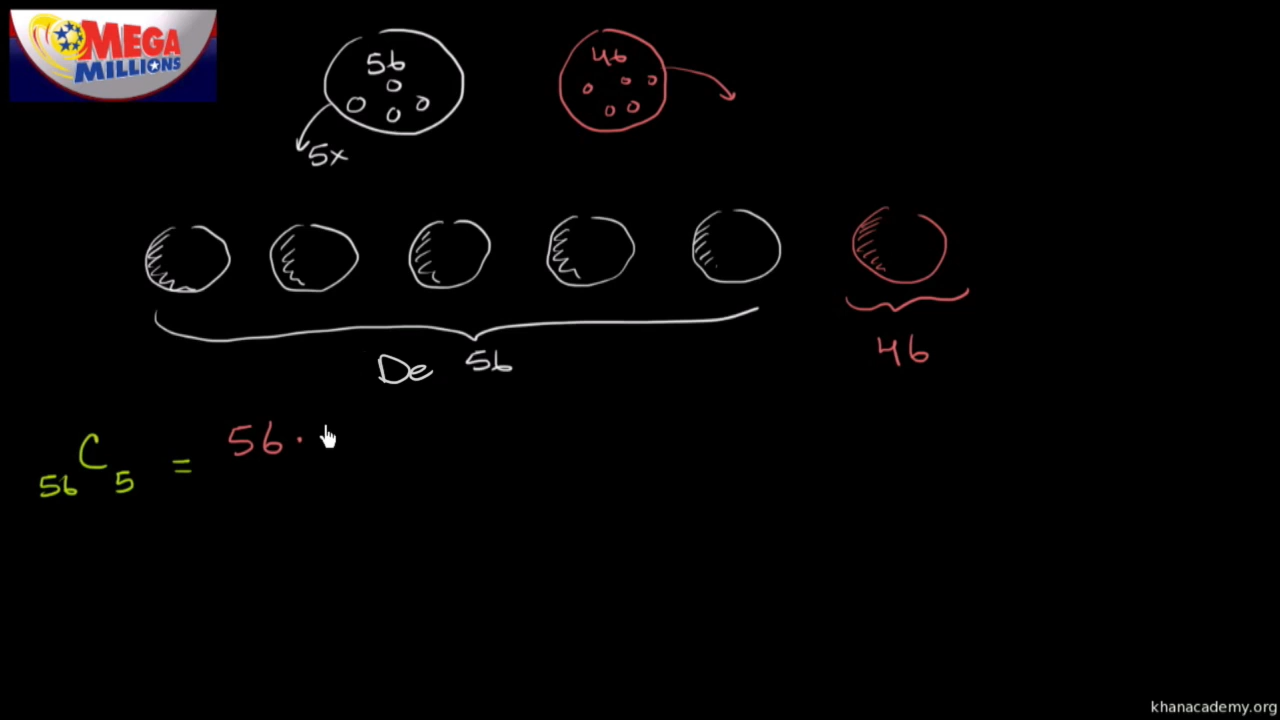 MEGA
MILLIONS
56
46
5x
De 56
46
56C5 = 56 ·
khanacademy.org